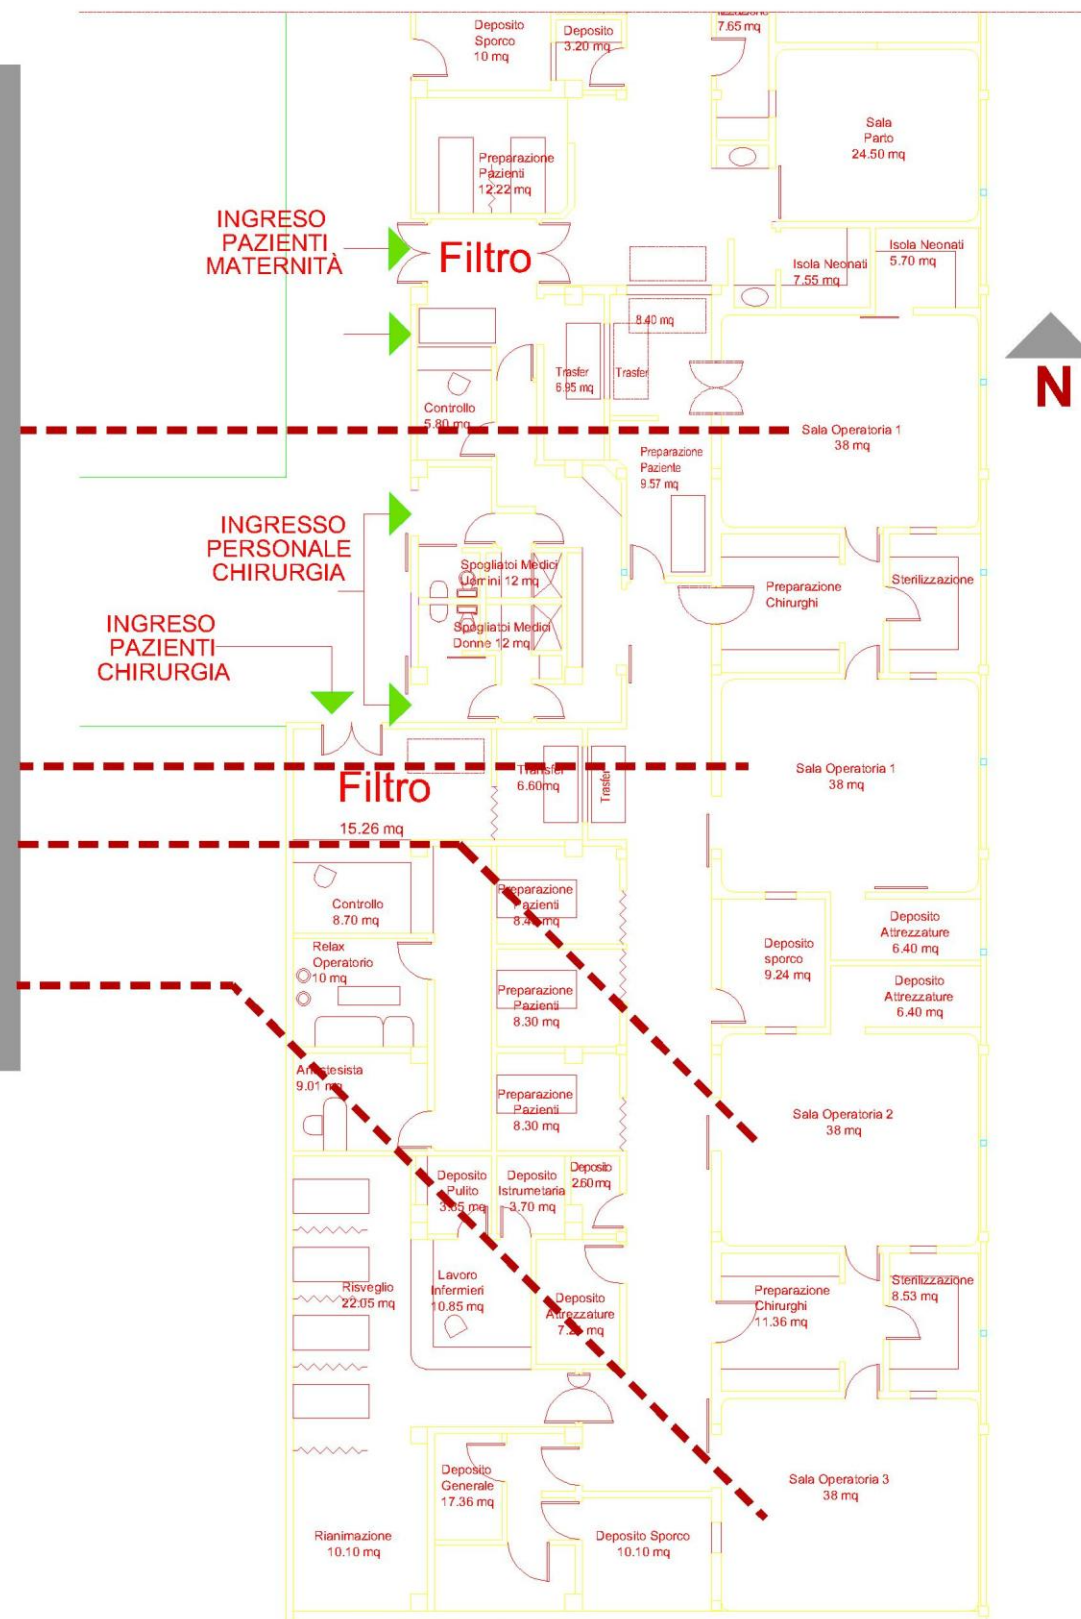 7.65 mq
Deposito
Sporco
10 mq
Deposito
3.20 mq
Sala
Parto
24.50 mq
Preparazione
Pazienti
12.22 mq
INGRESO
PAZIENTI
MATERNITÀ
Filtro
Isola Neonati
5.70 mq
Isola Neonati
7.55 mq
8.40 mq
N
Trasfer
6.95 mq
Trasfer
Controllo
5.80 mq
Sala Operatoria 1
38 mq
Preparazione
Paziente
9.57 mq
INGRESSO
PERSONALE
CHIRURGIA
Spogliatoi Medici
Uomini 12 mq
Preparazione
Chirurghi
Sterilizzazione
INGRESO
PAZIENTI
CHIRURGIA
Spogliatoi Medici
Donne 12 mq
Filtro
15.26 mq
Transfer
6.60mq
Trasfer
Sala Operatoria 1
38 mq
Controllo
8.70 mq
Preparazione
Pazienti
Deposito
Attrezzature
6.40 mq
Relax
Operatorio
10 mq
Deposito
sporco
9.24 mq
Preparazione
Pazienti
8.30 mq
Deposito
Attrezzature
6.40 mq
Anestesista
9.01 mq
Preparazione
Pazienti
8.30 mq
Sala Operatoria 2
38 mq
Deposito
Pulito
Deposito
Istrumetaria
3.70 mq
Deposito
2.60 mq
Risveglio
22.05 mq
Lavoro
Infermieri
10.85 mq
Deposito
Attrezzature
Preparazione
Chirurghi
11.36 mq
Sterilizzazione
8.53 mq
Deposito
Generale
17.36 mq
Sala Operatoria 3
38 mq
Rianimazione
10.10 mq
Deposito Sporco
10.10 mq